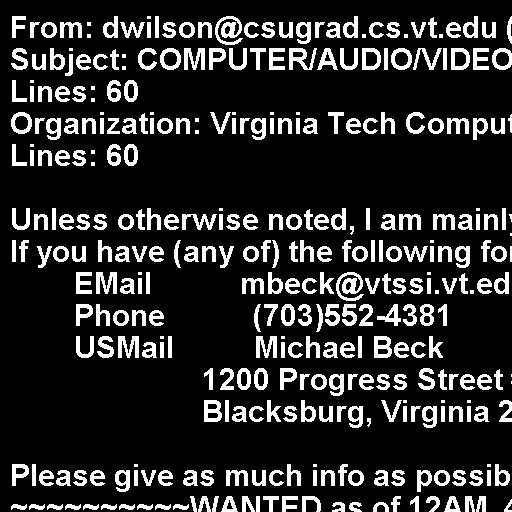 From: dwilson@csugrad.cs.vt.edu (
Subject: COMPUTER/AUDIO/VIDEO
Lines: 60
Organization: Virginia Tech Comput
Lines: 60
Unless otherwise noted, I am mainly
If you have (any of) the following for
EMail mbeck@vtssi.vt.ed
Phone (703)552-4381
USMail Michael Beck
1200 Progress Street
Blacksburg, Virginia 2
Please give as much info as possib
~~~~~~~~~~WANTED as of 12AM, 4